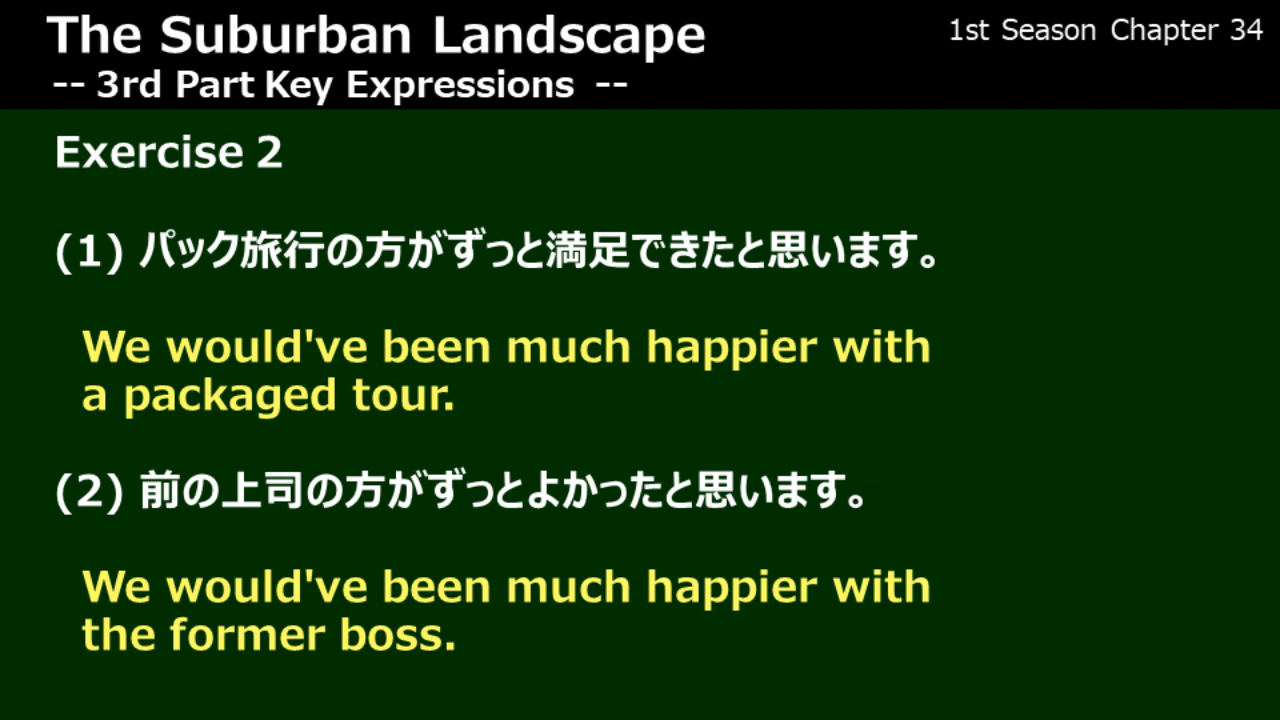 The Suburban Landscape
1st Season Chapter 34
-- 3rd Part Key Expressions --
Exercise 2
(1) パック旅行の方がずっと満足できたと思います。
We would've been much happier with
a packaged tour.
(2) 前の上司の方がずっとよかったと思います。
We would've been much happier with
the former boss.